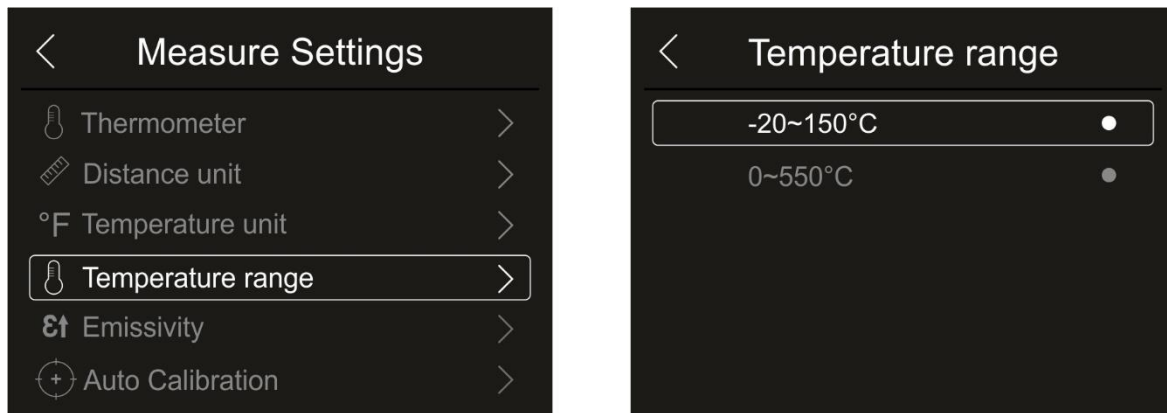 Measure Settings
Thermometer
Distance unit
°F Temperature unit
Temperature range
Ɛ↑ Emissivity
Auto Calibration
Temperature range
-20~150°C
0~550°C